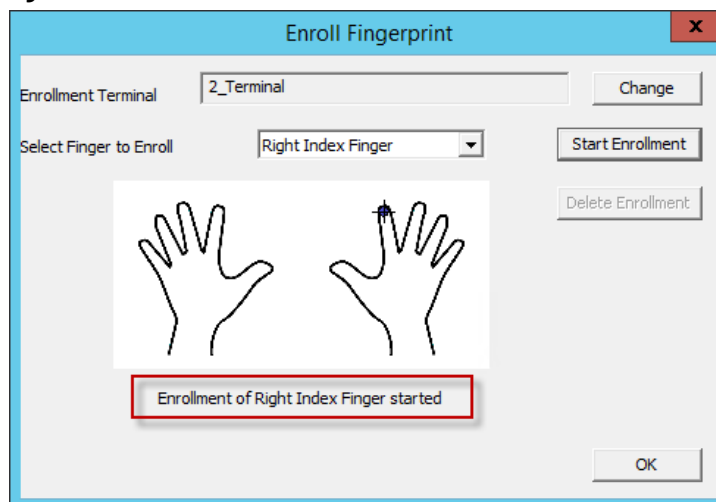 Enroll Fingerprint
x
Enrollment Terminal 2_Terminal Change
Select Finger to Enroll Right Index Finger Start Enrollment
Delete Enrollment
Enrollment of Right Index Finger started
OK